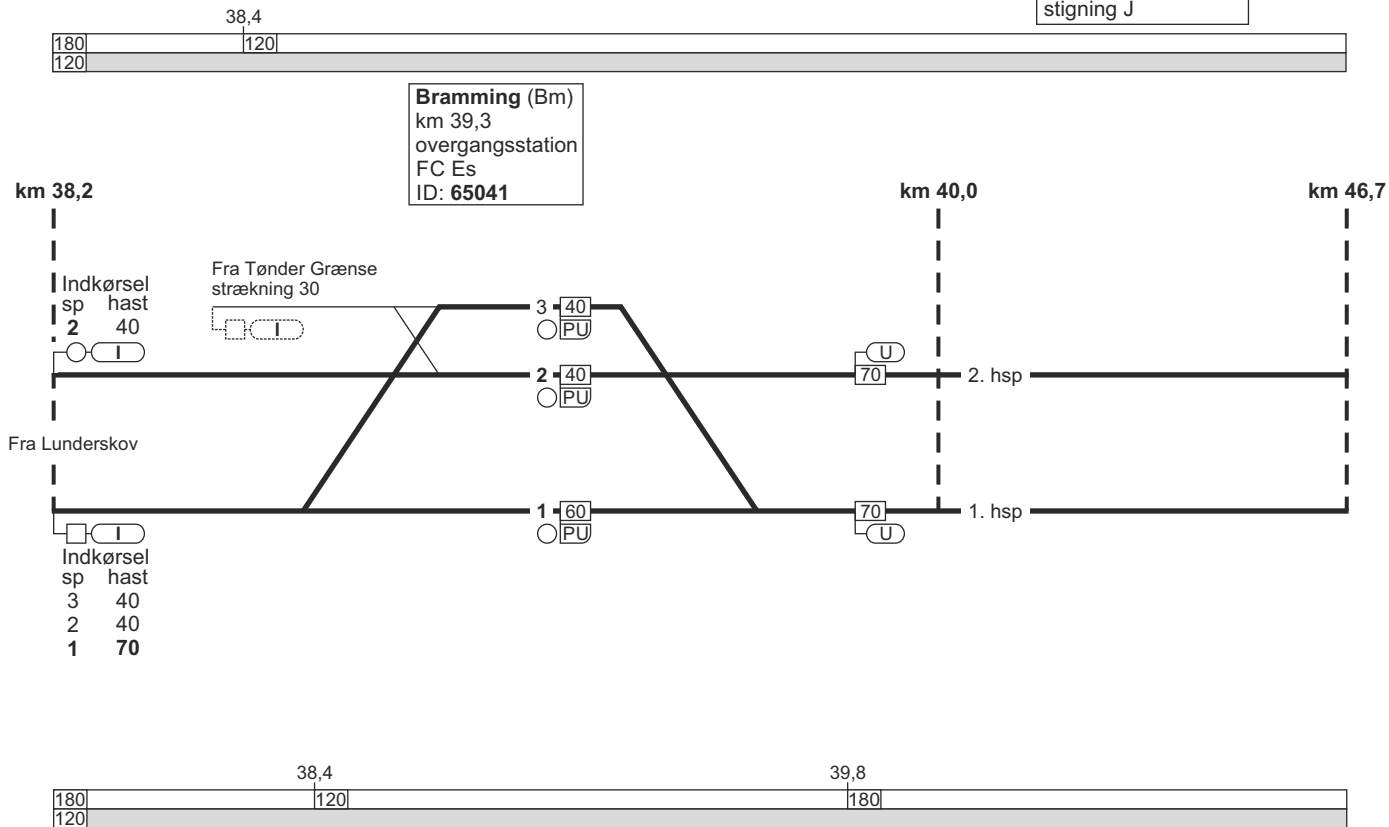 stigning J
38,4
180 120
120
Bramming (Bm)
km 39,3
overgangsstation
FC Es
ID: 65041
km 38,2
km 40,0
km 46,7
Fra Tønder Grænse
strækning 30
I
Indkørsel
sp hast
2 40
I
3 40
PU
2 40
PU
U
70
2. hsp
Fra Lunderskov
1 60
PU
70
U
1. hsp
I
Indkørsel
sp hast
3 40
2 40
1 70
38,4
39,8
180 120 180
120